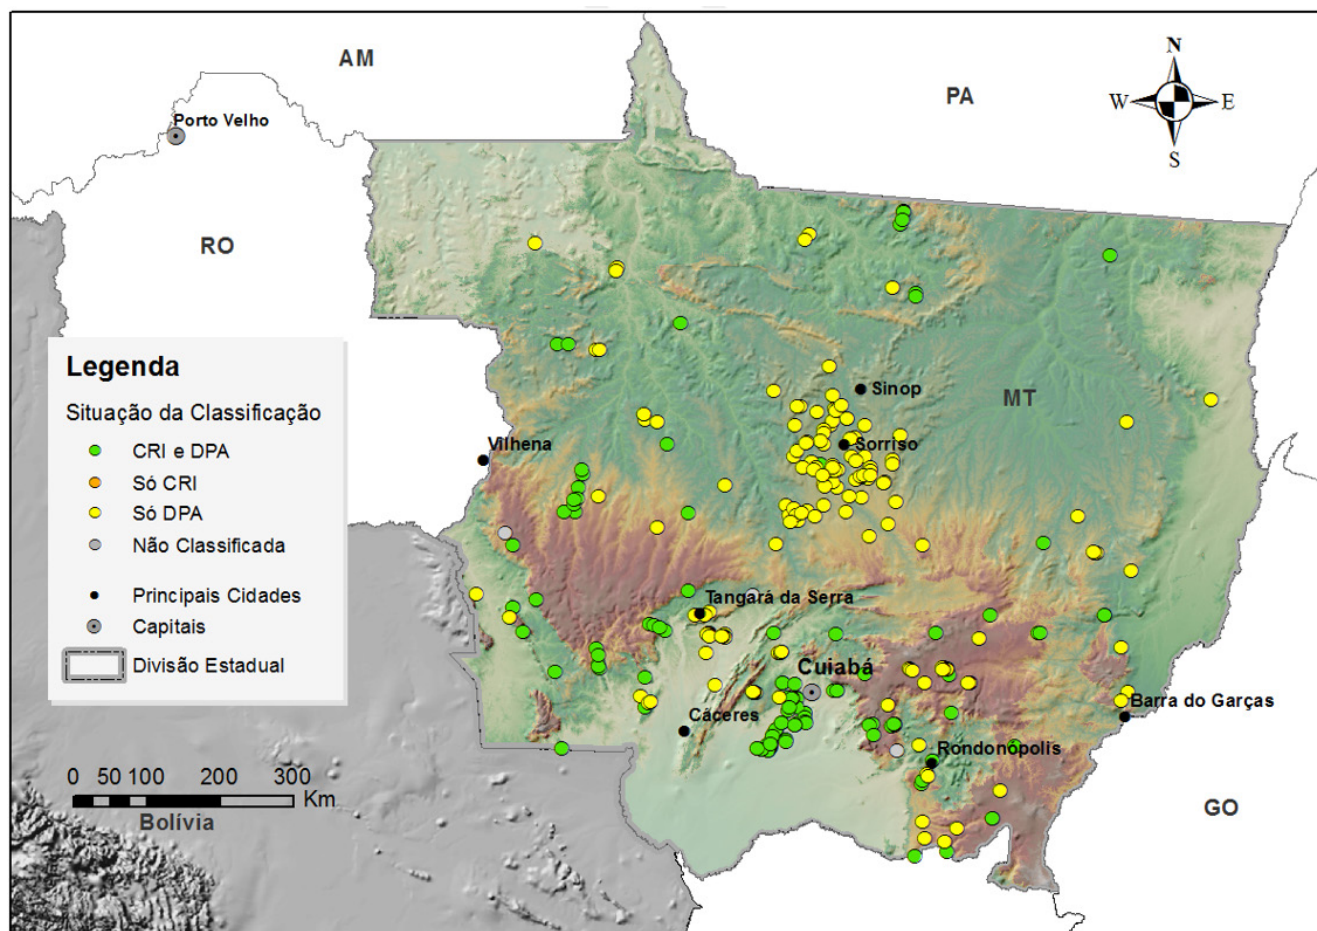 AM
PA
N
W
E
S
Porto Velho
RO
Legenda
Situação da Classificação
CRI e DPA
Só CRI
Só DPA
Não Classificada
Principais Cidades
Capitais
Divisão Estadual
Sinop
MT
Sorriso
Vilhena
Tangará da Serra
Cuiabá
Cáceres
Barra do Garças
Rondonópolis
0 50 100 200 300
Km
Bolívia
GO